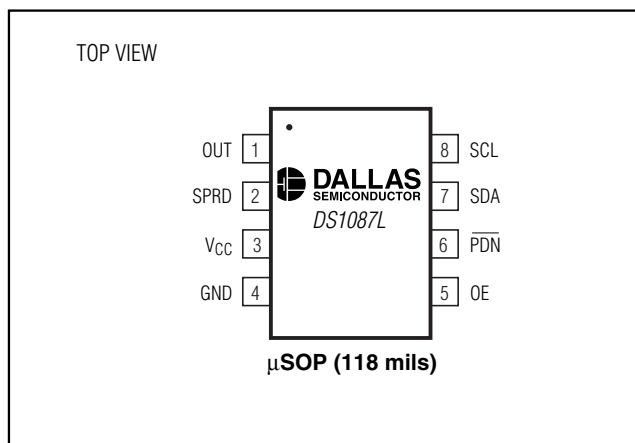 TOP VIEW
OUT 1 8 SCL
DALLAS
SEMICONDUCTOR
SPRD 2 7 SDA
DS1087L
VCC 3 6 P̅D̅N̅
GND 4 5 OE
μSOP (118 mils)